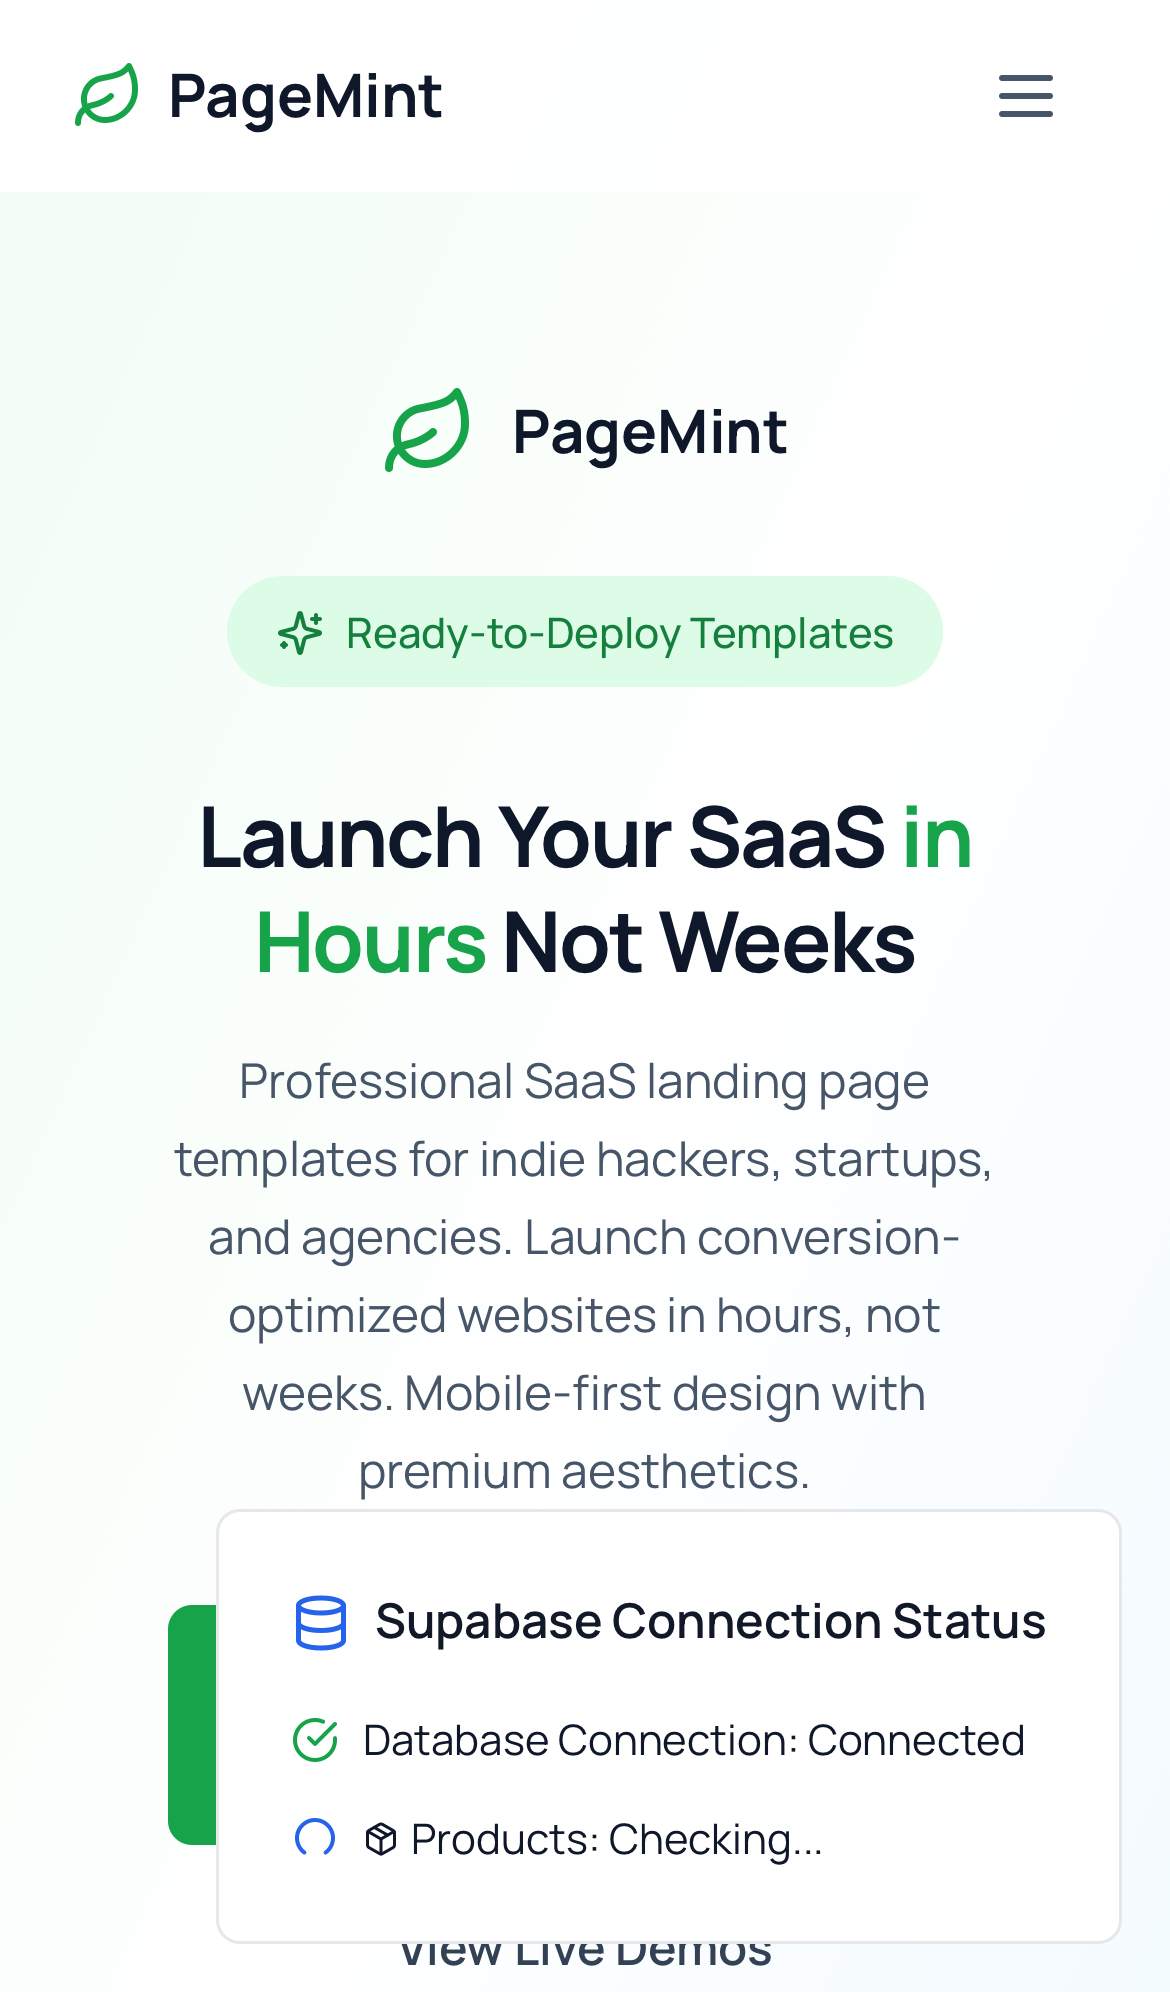 PageMint
PageMint
Ready-to-Deploy Templates
Launch Your SaaS in
Hours Not Weeks
Professional SaaS landing page
templates for indie hackers, startups,
and agencies. Launch conversion-
optimized websites in hours, not
weeks. Mobile-first design with
premium aesthetics.
Supabase Connection Status
Database Connection: Connected
Products: Checking...
View Live Demos